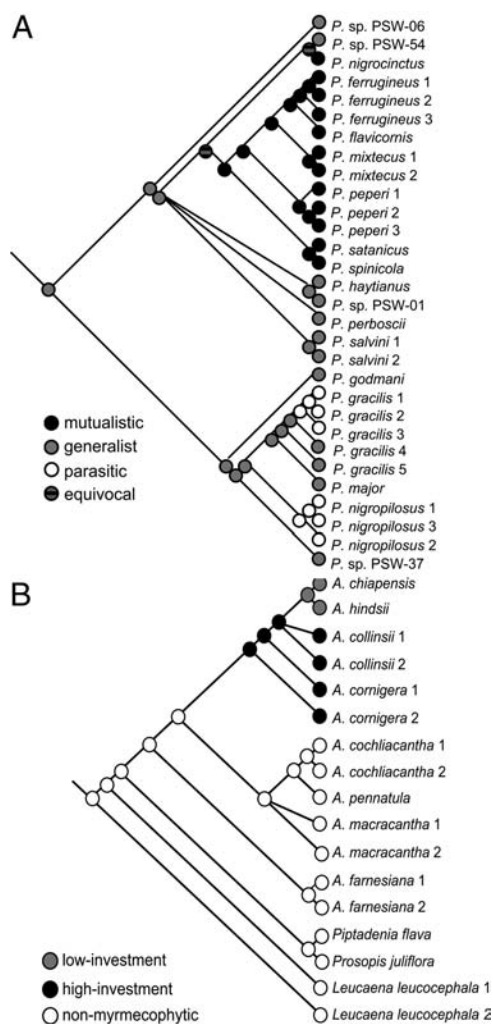 A
P. sp. PSW-06
P. sp. PSW-54
P. nigrocinctus
P. ferrugineus 1
P. ferrugineus 2
P. ferrugineus 3
P. flavicornis
P. mixtecus 1
P. mixtecus 2
P. peperi 1
P. peperi 2
P. peperi 3
P. satanicus
P. spinicola
P. haytianus
P. sp. PSW-01
P. perboscii
P. salvini 1
P. salvini 2
P. godmani
P. gracilis 1
P. gracilis 2
P. gracilis 3
P. gracilis 4
P. gracilis 5
P. major
P. nigropilosus 1
P. nigropilosus 3
P. nigropilosus 2
P. sp. PSW-37
mutualistic
generalist
parasitic
equivocal
B
A. chiapensis
A. hindsii
A. collinsii 1
A. collinsii 2
A. cornigera 1
A. cornigera 2
A. cochliacantha 1
A. cochliacantha 2
A. pennatula
A. macracantha 1
A. macracantha 2
A. farnesiana 1
A. farnesiana 2
Piptadenia flava
Prosopis juliflora
Leucaena leucocephala 1
Leucaena leucocephala 2
low-investment
high-investment
non-myrmecophytic